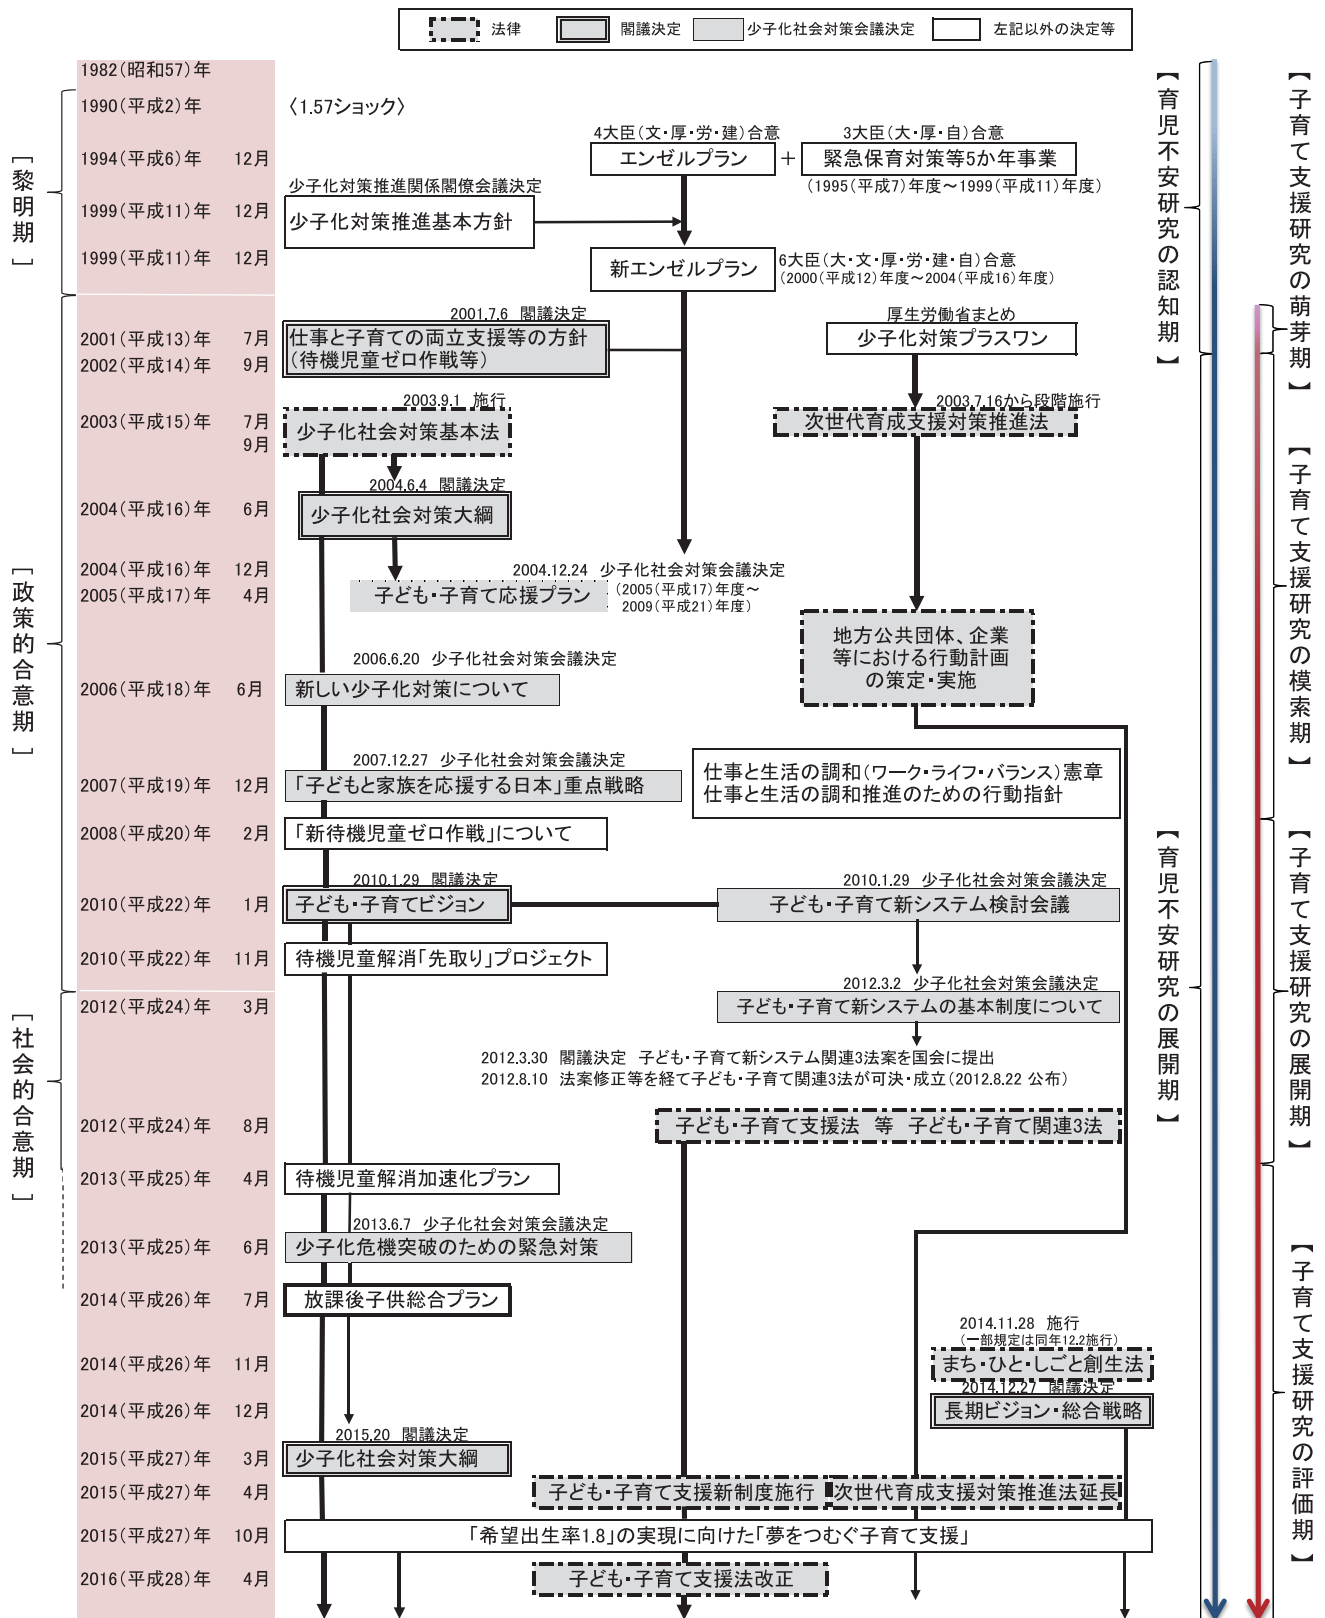 法律
閣議決定
少子化社会対策会議決定
左記以外の決定等
1982(昭和57)年
1990(平成2)年
〈1.57ショック〉
4大臣(文・厚・労・建)合意
3大臣(大・厚・自)合意
1994(平成6)年 12月
エンゼルプラン
+
緊急保育対策等5か年事業
(1995(平成7)年度～1999(平成11)年度)
少子化対策推進関係閣僚会議決定
1999(平成11)年 12月
少子化対策推進基本方針
1999(平成11)年 12月
新エンゼルプラン
6大臣(大・文・厚・労・建・自)合意
(2000(平成12)年度～2004(平成16)年度)
2001.7.6 閣議決定
2001(平成13)年 7月
仕事と子育ての両立支援等の方針
(待機児童ゼロ作戦等)
厚生労働省まとめ
少子化対策プラスワン
2002(平成14)年 9月
2003.9.1 施行
2003.7.16から段階施行
2003(平成15)年 7月
9月
少子化社会対策基本法
次世代育成支援対策推進法
2004.6.4 閣議決定
2004(平成16)年 6月
少子化社会対策大綱
2004(平成16)年 12月
2004.12.24 少子化社会対策会議決定
2005(平成17)年 4月
子ども・子育て応援プラン
(2005(平成17)年度～
2009(平成21)年度)
地方公共団体、企業
等における行動計画
の策定・実施
2006.6.20 少子化社会対策会議決定
2006(平成18)年 6月
新しい少子化対策について
2007.12.27 少子化社会対策会議決定
2007(平成19)年 12月
「子どもと家族を応援する日本」重点戦略
仕事と生活の調和(ワーク・ライフ・バランス)憲章
仕事と生活の調和推進のための行動指針
2008(平成20)年 2月
「新待機児童ゼロ作戦」について
2010.1.29 閣議決定
2010.1.29 少子化社会対策会議決定
2010(平成22)年 1月
子ども・子育てビジョン
子ども・子育て新システム検討会議
2010(平成22)年 11月
待機児童解消「先取り」プロジェクト
2012.3.2 少子化社会対策会議決定
2012(平成24)年 3月
子ども・子育て新システムの基本制度について
2012.3.30 閣議決定 子ども・子育て新システム関連3法案を国会に提出
2012.8.10 法案修正等を経て子ども・子育て関連3法が可決・成立(2012.8.22 公布)
2012(平成24)年 8月
子ども・子育て支援法 等 子ども・子育て関連3法
2013(平成25)年 4月
待機児童解消加速化プラン
2013.6.7 少子化社会対策会議決定
2013(平成25)年 6月
少子化危機突破のための緊急対策
2014(平成26)年 7月
放課後子供総合プラン
2014.11.28 施行
(一部規定は同年12.2施行)
2014(平成26)年 11月
まち・ひと・しごと創生法
2014.12.27 閣議決定
2014(平成26)年 12月
長期ビジョン・総合戦略
2015.20 閣議決定
2015(平成27)年 3月
少子化社会対策大綱
2015(平成27)年 4月
子ども・子育て支援新制度施行
次世代育成支援対策推進法延長
2015(平成27)年 10月
「希望出生率1.8」の実現に向けた「夢をつむぐ子育て支援」
2016(平成28)年 4月
子ども・子育て支援法改正
[黎明期]
[政策的合意期]
[社会的合意期]
【育児不安研究の認知期】
【育児不安研究の展開期】
【子育て支援研究の萌芽期】
【子育て支援研究の模索期】
【子育て支援研究の展開期】
【子育て支援研究の評価期】